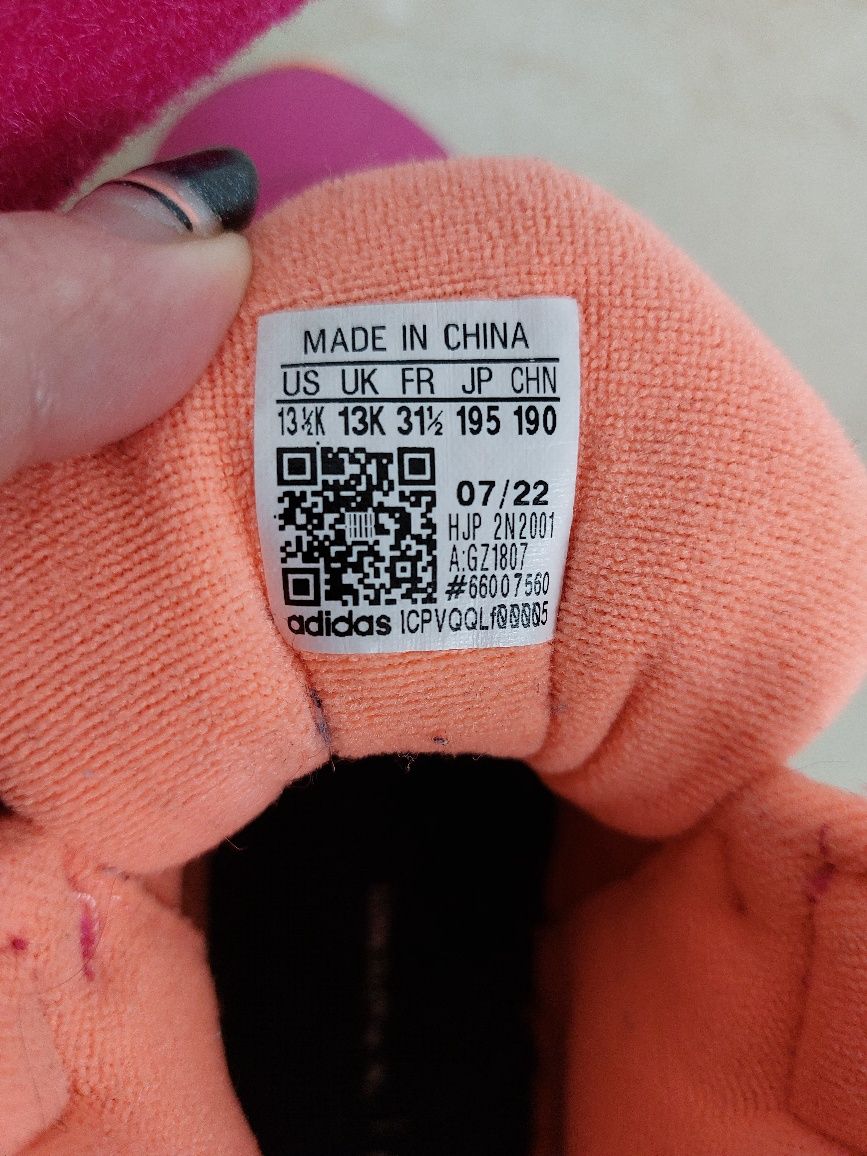 MADE IN CHINA
US UK FR JP CHN
13½K 13K 31½ 195 190
07/22
HJP 2N2001
A:GZ1807
#66007560
adidas